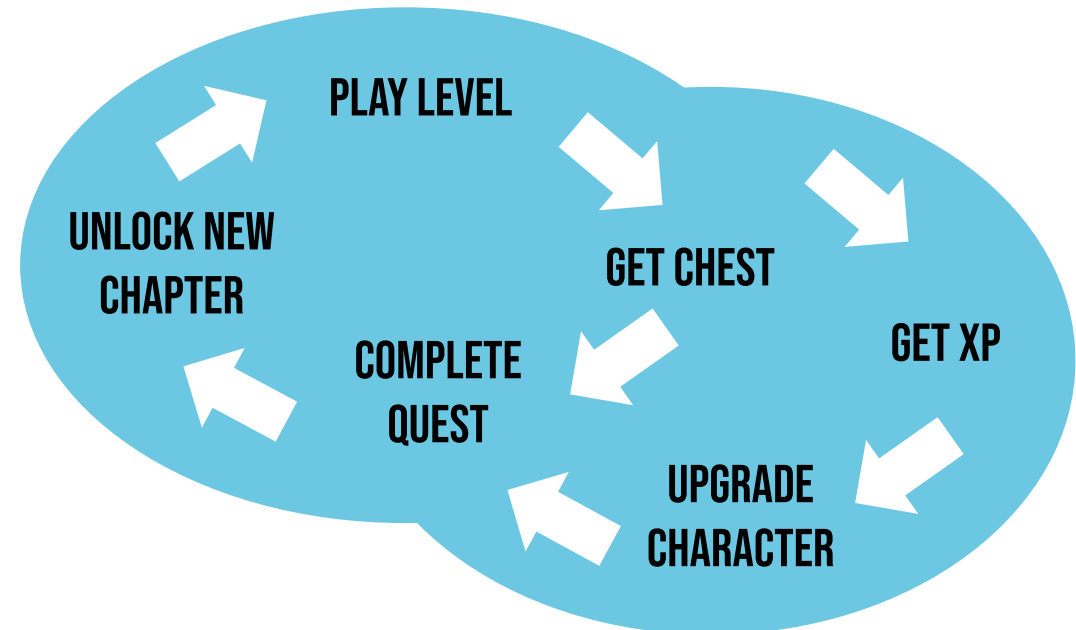 PLAY LEVEL
UNLOCK NEW
CHAPTER
GET CHEST
GET XP
COMPLETE
QUEST
UPGRADE
CHARACTER